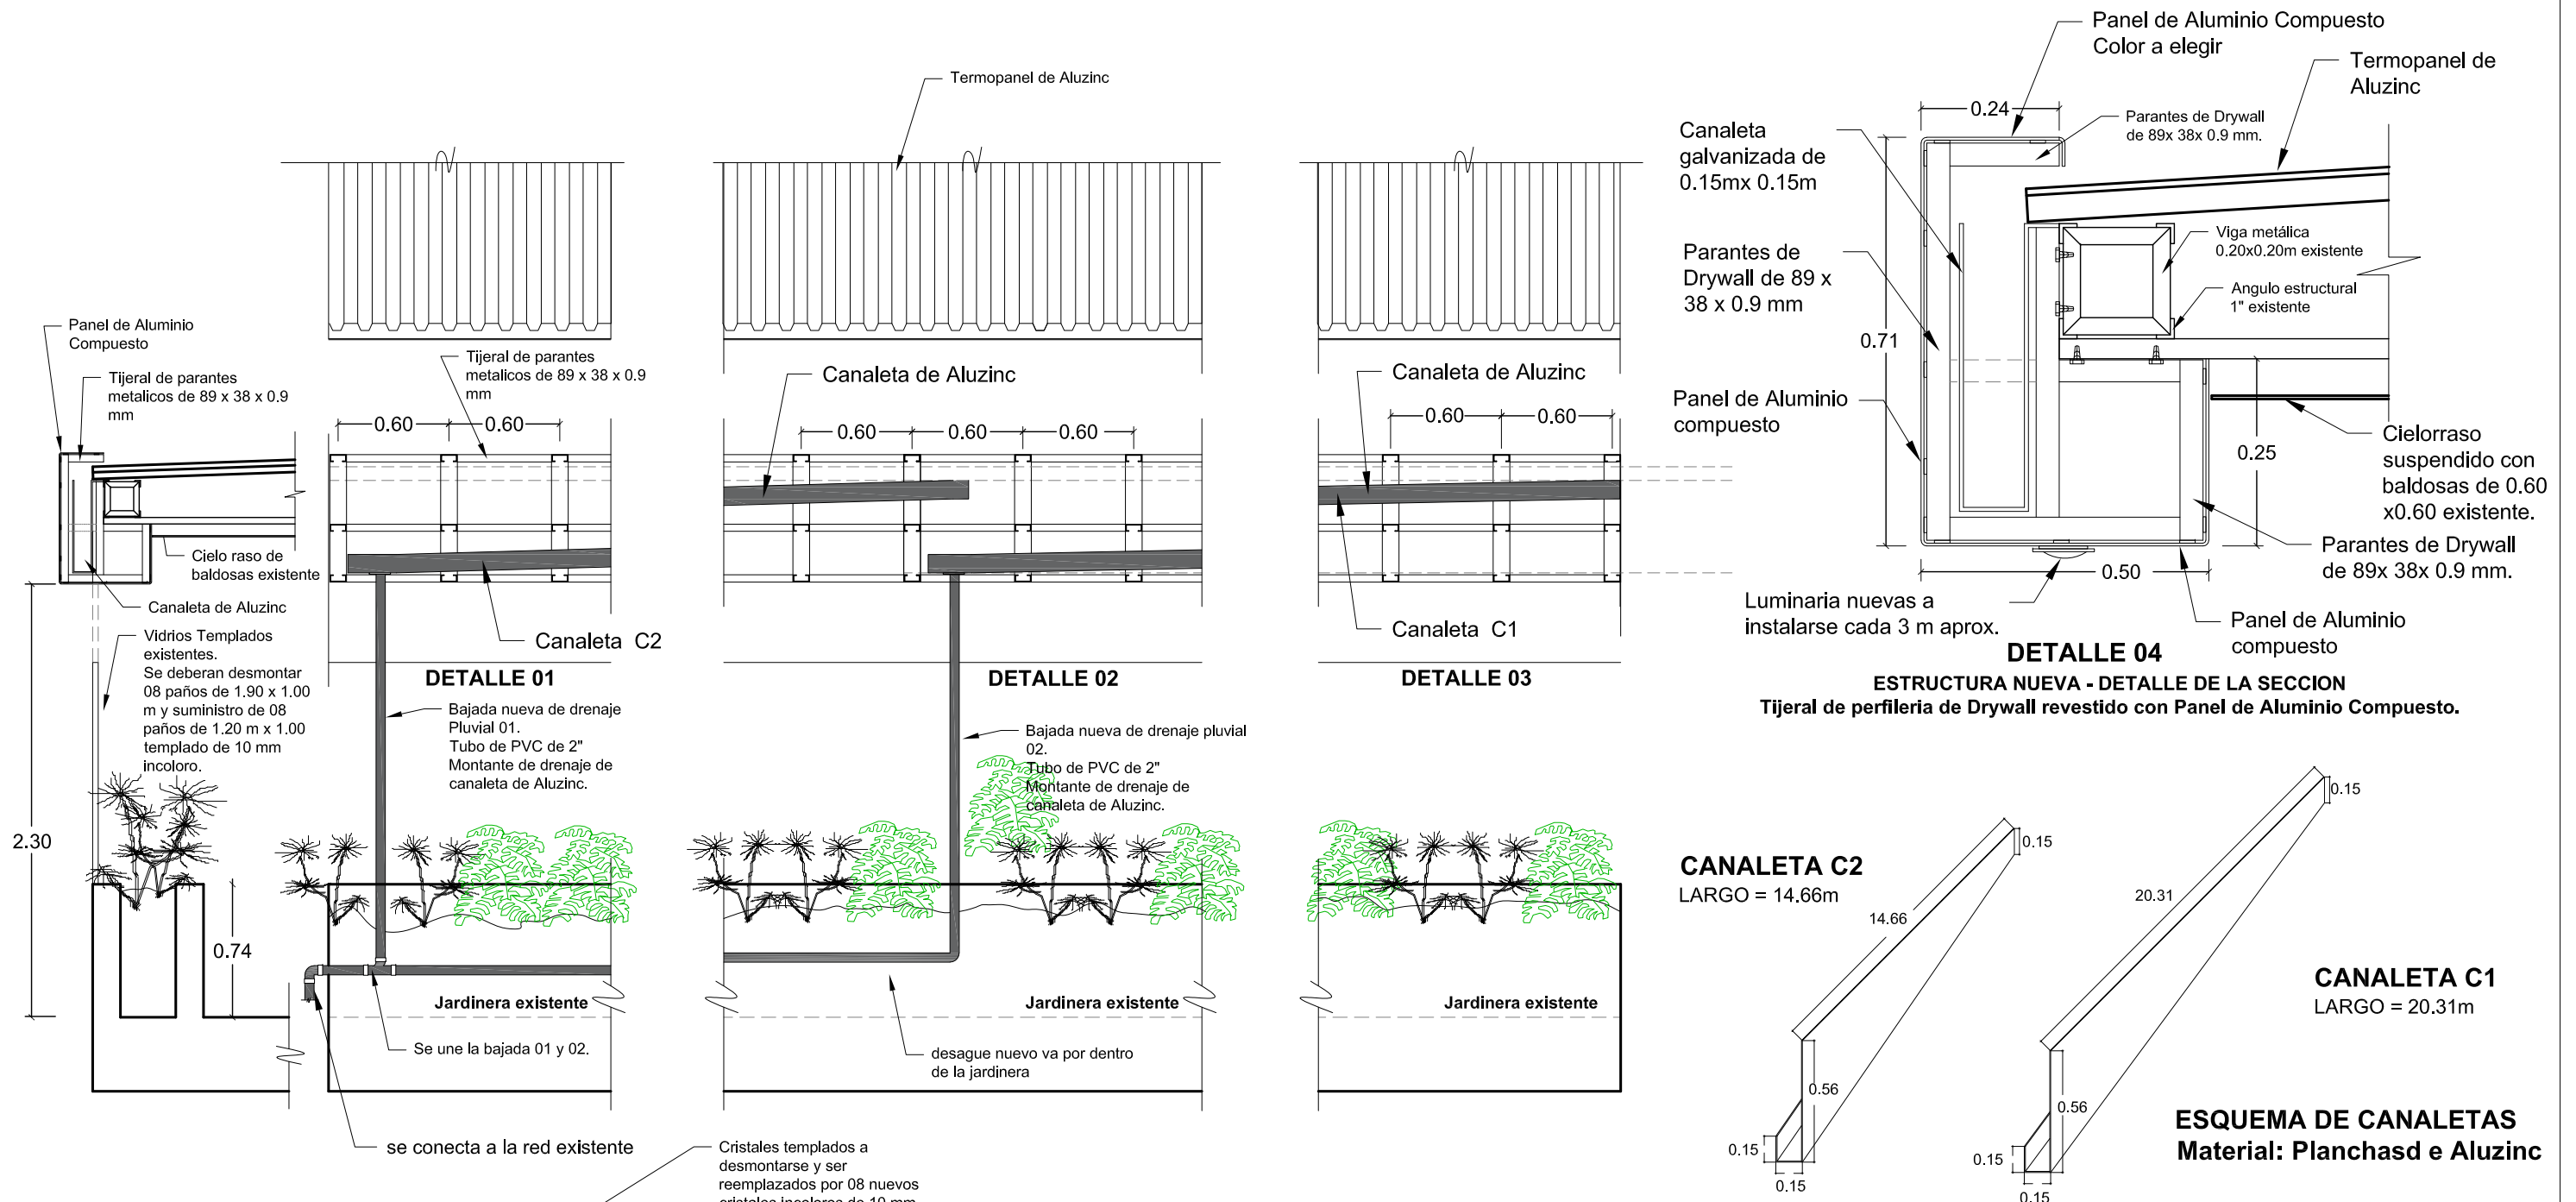 Panel de Aluminio Compuesto
Color a elegir
Termopanel de
Aluzinc
Termopanel de Aluzinc
0.24
Parantes de Drywall
de 89x 38x 0.9 mm.
Canaleta
galvanizada de
0.15mx 0.15m
Viga metálica
0.20x0.20m existente
Parantes de
Drywall de 89 x
38 x 0.9 mm
Angulo estructural
1" existente
0.71
Panel de Aluminio
compuesto
Cielorraso
suspendido con
baldosas de 0.60
x0.60 existente.
0.25
Parantes de Drywall
de 89x 38x 0.9 mm.
0.50
Luminaria nuevas a
instalarse cada 3 m aprox.
Panel de Aluminio
compuesto
DETALLE 04
ESTRUCTURA NUEVA - DETALLE DE LA SECCION
Tijeral de perfileria de Drywall revestido con Panel de Aluminio Compuesto.
Panel de Aluminio
Compuesto
Tijeral de parantes
metalicos de 89 x 38 x 0.9
mm
Cielo raso de
baldosas existente
Canaleta de Aluzinc
Vidrios Templados
existentes.
Se deberan desmontar
08 paños de 1.90 x 1.00
m y suministro de 08
paños de 1.20 m x 1.00
templado de 10 mm
incoloro.
2.30
0.74
Tijeral de parantes
metalicos de 89 x 38 x 0.9
mm
0.60
0.60
Canaleta C2
DETALLE 01
Bajada nueva de drenaje
Pluvial 01.
Tubo de PVC de 2"
Montante de drenaje de
canaleta de Aluzinc.
Jardinera existente
Se une la bajada 01 y 02.
se conecta a la red existente
Canaleta de Aluzinc
0.60
0.60
0.60
DETALLE 02
Bajada nueva de drenaje pluvial
02.
Tubo de PVC de 2"
Montante de drenaje de
canaleta de Aluzinc.
Jardinera existente
desague nuevo va por dentro
de la jardinera
Cristales templados a
desmontarse y ser
reemplazados por 08 nuevos
cristales incoloros de 10 mm
Canaleta de Aluzinc
0.60
0.60
Canaleta C1
DETALLE 03
Jardinera existente
CANALETA C2
LARGO = 14.66m
0.15
14.66
0.56
0.15
0.15
0.15
20.31
0.56
0.15
0.15
CANALETA C1
LARGO = 20.31m
ESQUEMA DE CANALETAS
Material: Planchasd e Aluzinc